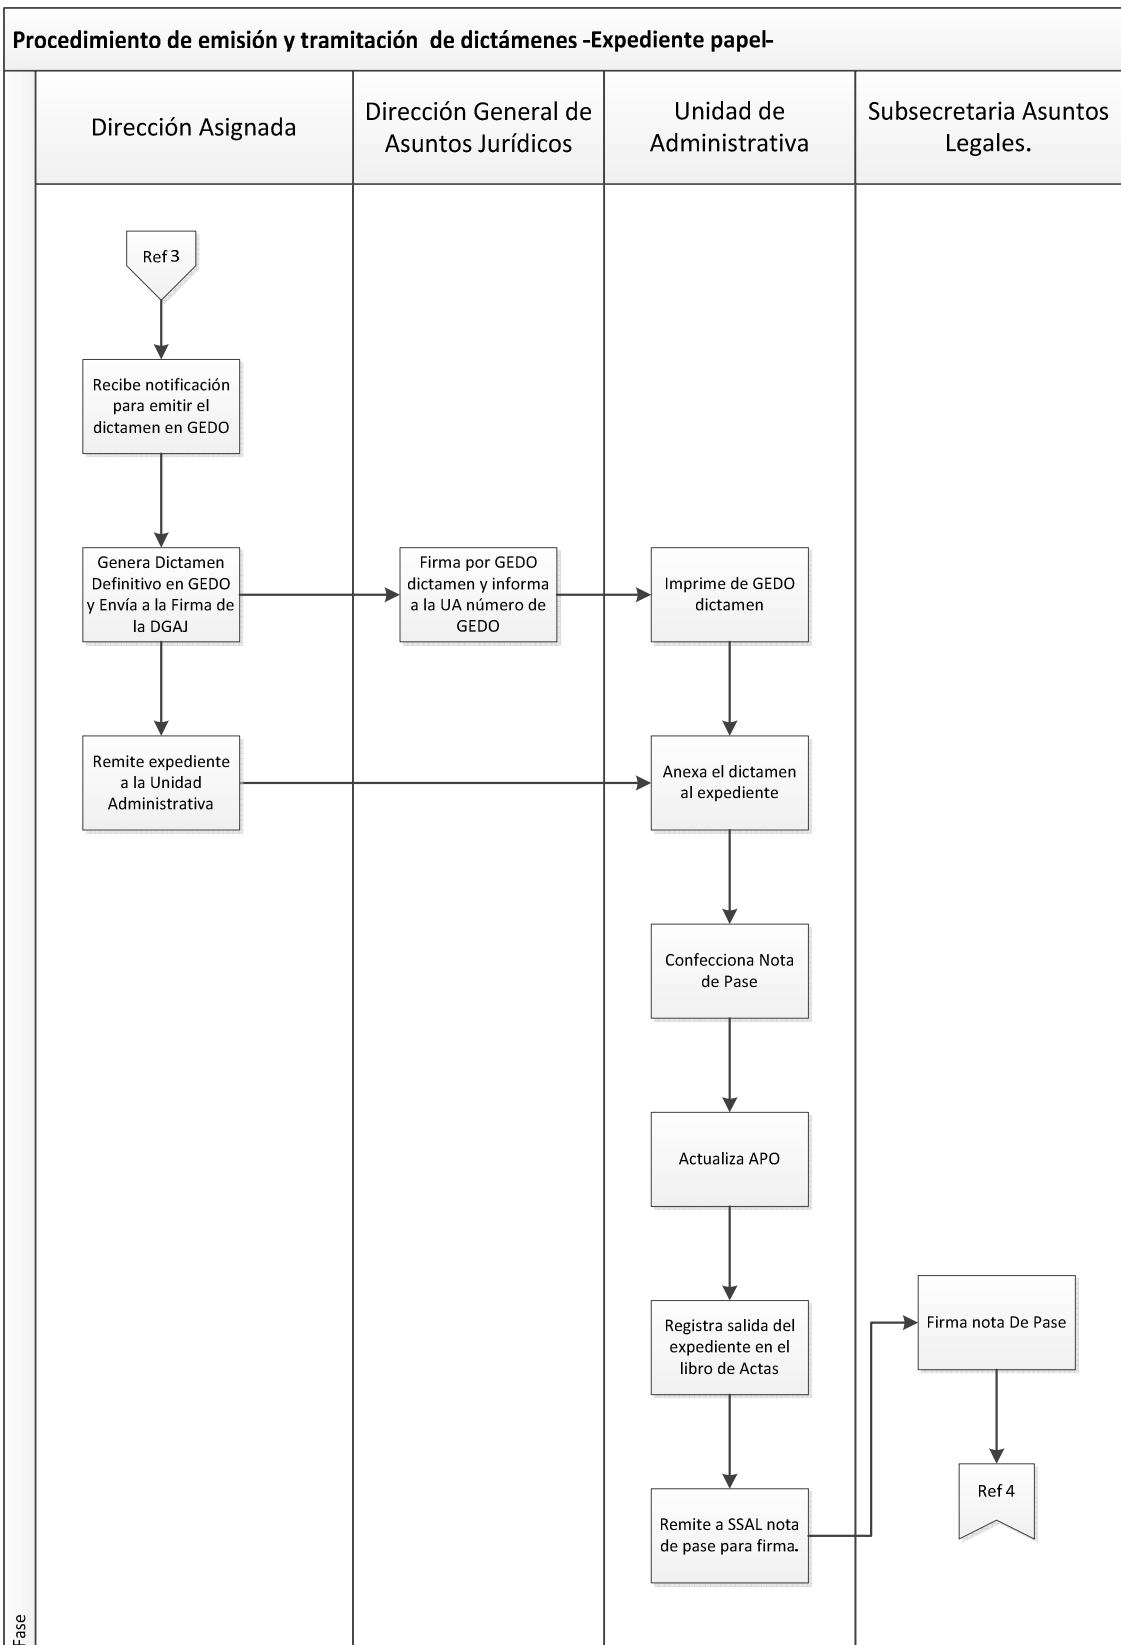 Procedimiento de emisión y tramitación  de dictámenes -Expediente papel-
Dirección Asignada
Dirección General de
Asuntos Jurídicos
Unidad de
Administrativa
Subsecretaria Asuntos
Legales.
Ref 3
Recibe notificación
para emitir el
dictamen en GEDO
Genera Dictamen
Definitivo en GEDO
y Envía a la Firma de
la DGAJ
Firma por GEDO
dictamen y informa
a la UA número de
GEDO
Imprime de GEDO
dictamen
Remite expediente
a la Unidad
Administrativa
Anexa el dictamen
al expediente
Confecciona Nota
de Pase
Actualiza APO
Registra salida del
expediente en el
libro de Actas
Firma nota De Pase
Remite a SSAL nota
de pase para firma.
Ref 4
Fase